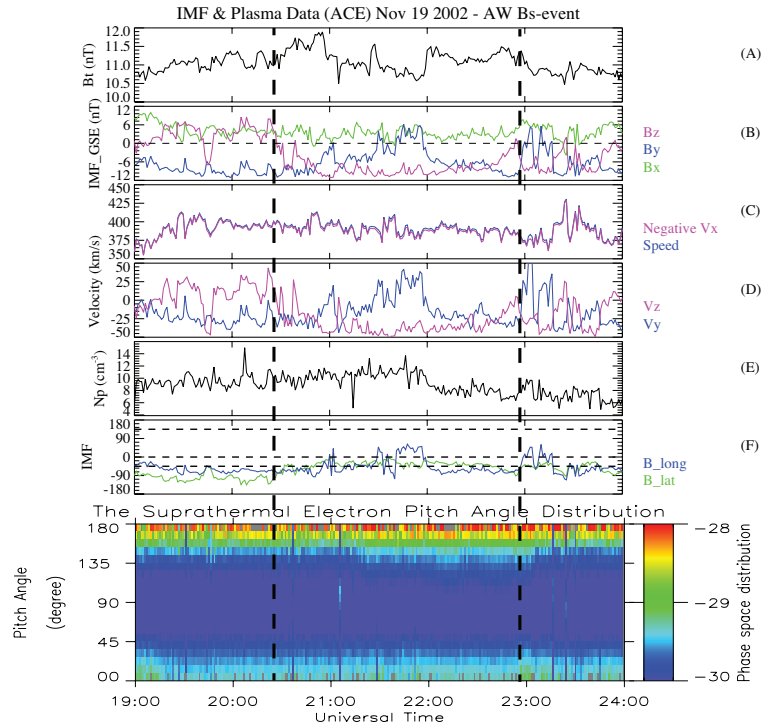 IMF & Plasma Data (ACE) Nov 19 2002 - AW Bs-event
Bt (nT)
12.0
11.5
11.0
10.5
10.0
(A)
IMF_GSE (nT)
12
6
0
-6
-12
(B)
Bz
By
Bx
450
425
400
375
350
(C)
Negative Vx
Speed
Velocity (km/s)
50
25
0
-25
-50
(D)
Vz
Vy
Np (cm-3)
14
12
10
8
6
4
(E)
IMF
180
90
0
-90
-180
(F)
B_long
B_lat
The Suprathermal Electron Pitch Angle Distribution
Pitch Angle
(degree)
180
135
90
45
00
19:00 20:00 21:00 22:00 23:00 24:00
Universal Time
-28
-29
-30
Phase space distribution